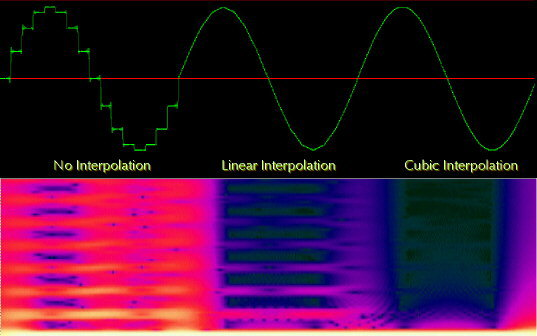 No Interpolation
Linear Interpolation
Cubic Interpolation